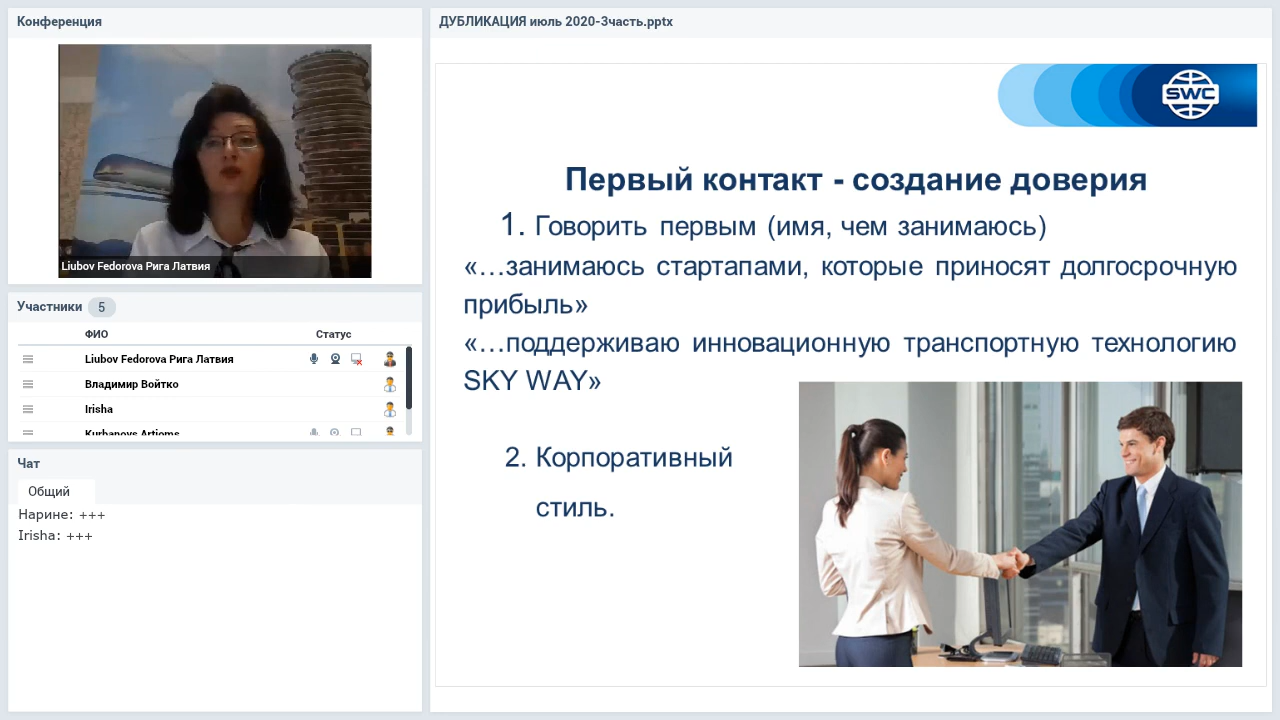 Конференция
Liubov Fedorova Рига Латвия
Участники 5
ФИО Статус
Liubov Fedorova Рига Латвия
Владимир Войтко
Irisha
Kurbanovs Artjoms
Чат
Общий
Нарине: +++
Irisha: +++
ДУБЛИКАЦИЯ июль 2020-3часть.pptx
SWC
Первый контакт - создание доверия
1. Говорить первым (имя, чем занимаюсь)
«…занимаюсь стартапами, которые приносят долгосрочную
прибыль»
«…поддерживаю инновационную транспортную технологию
SKY WAY»
2. Корпоративный
стиль.